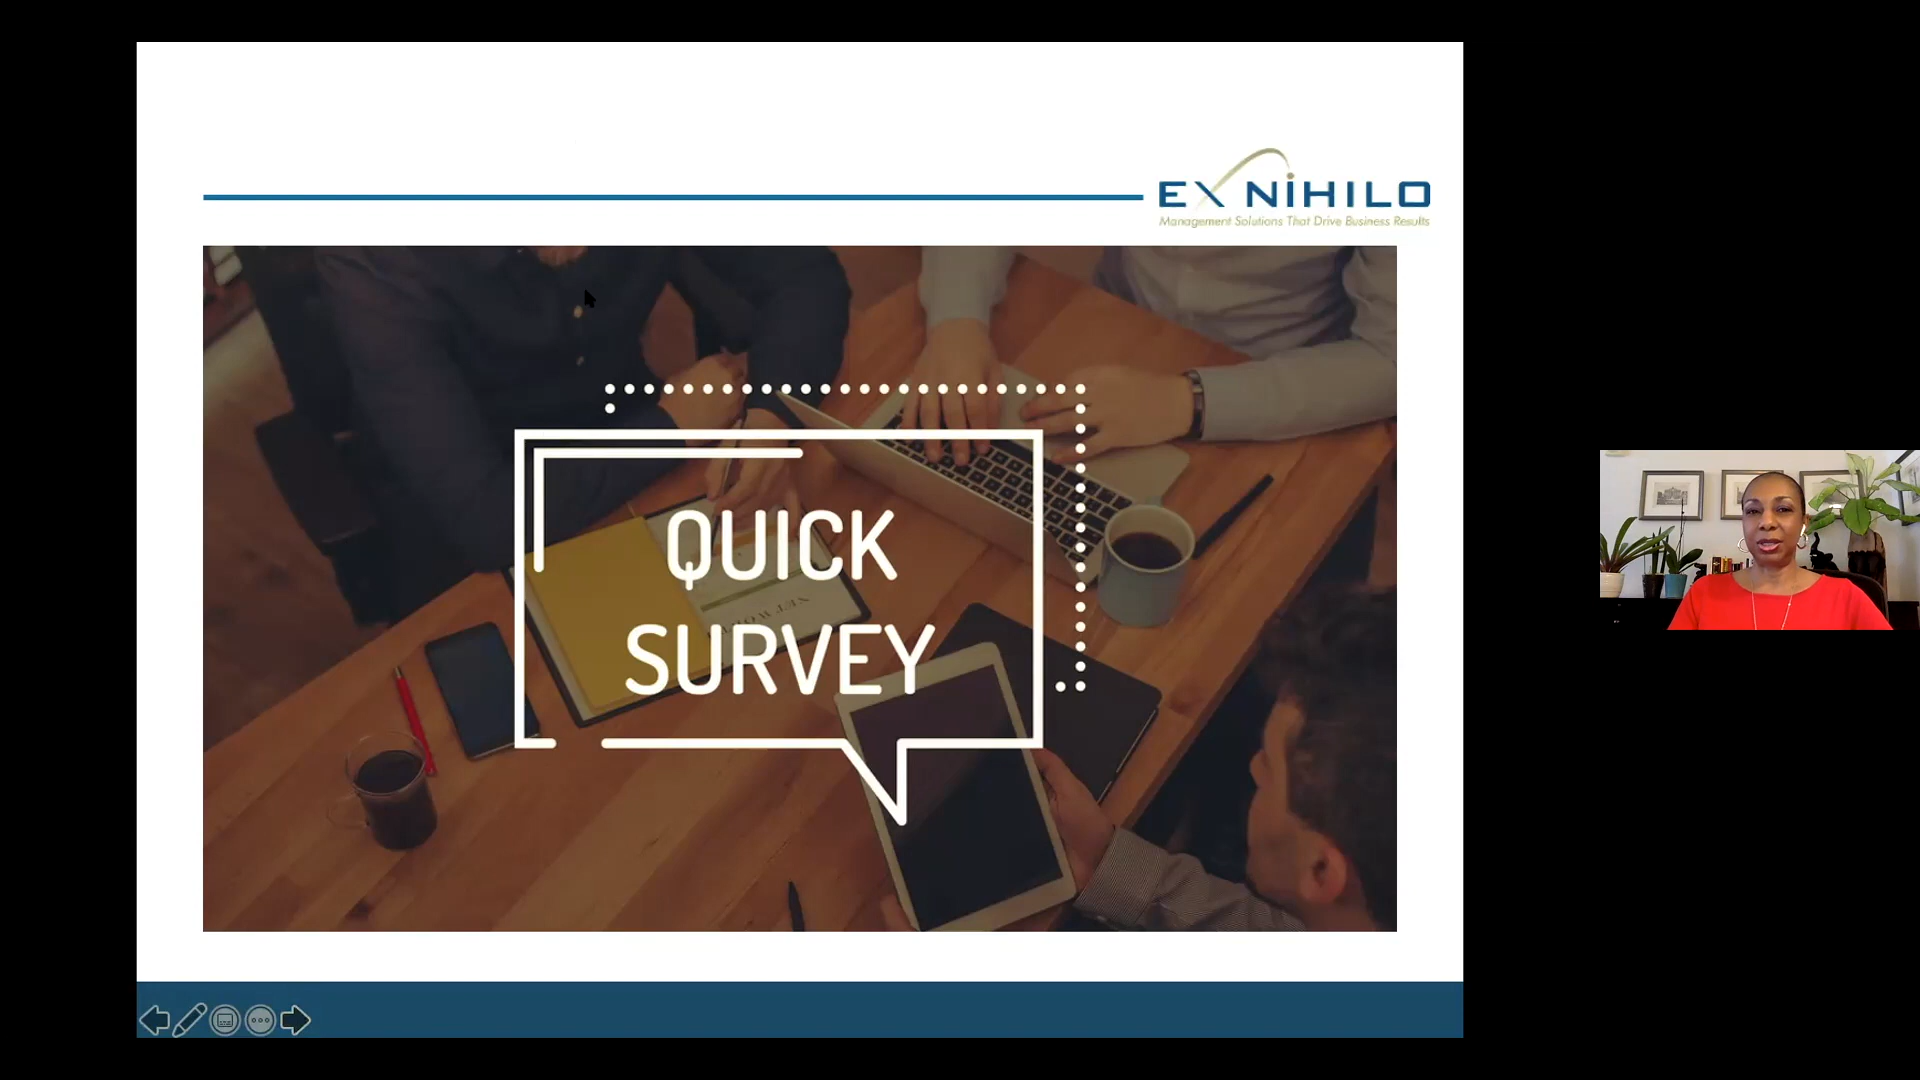 EX NIHILO
Management Solutions That Drive Business Results
QUICK
SURVEY